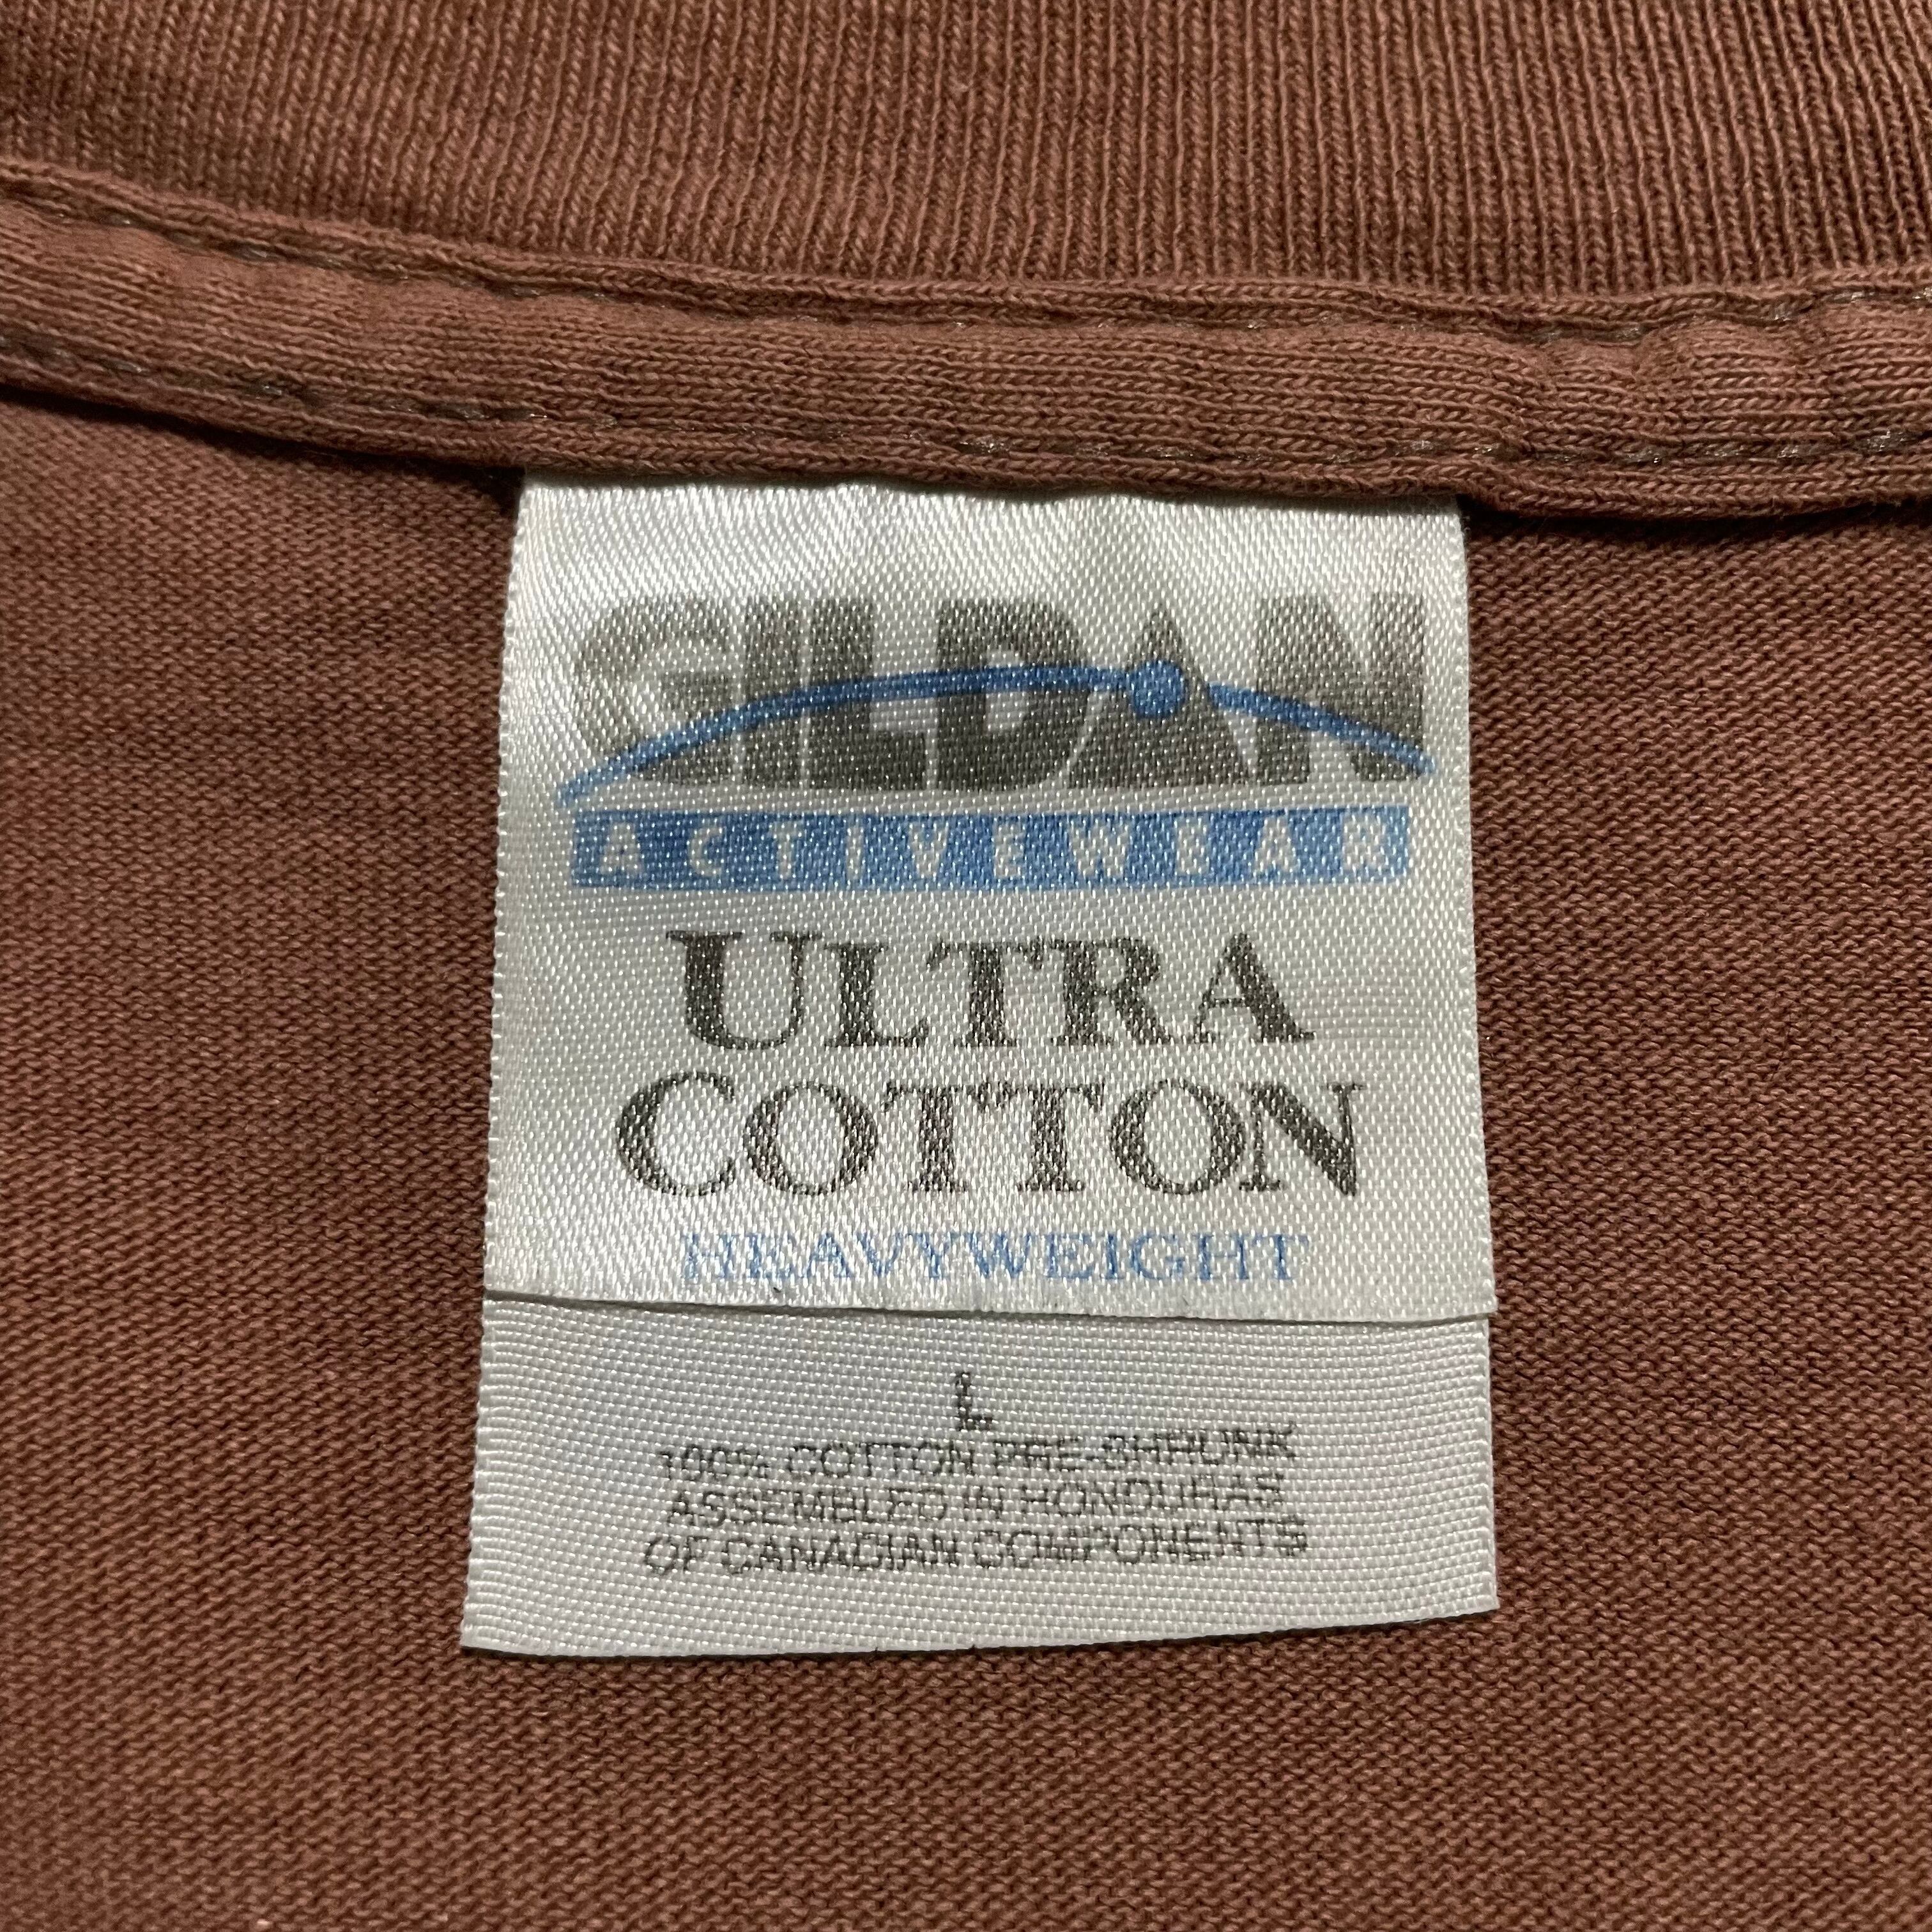 GILDAN
ACTIVEWEAR
ULTRA
COTTON
HEAVYWEIGHT
L
100% COTTON PRE-SHRUNK
ASSEMBLED IN HONDURAS
OF CANADIAN COMPONENTS